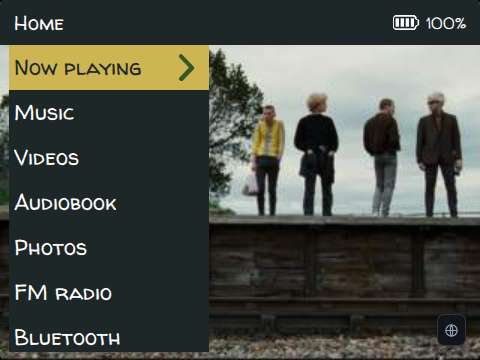 Home
100%
Now playing
Music
Videos
Audiobook
Photos
FM radio
Bluetooth